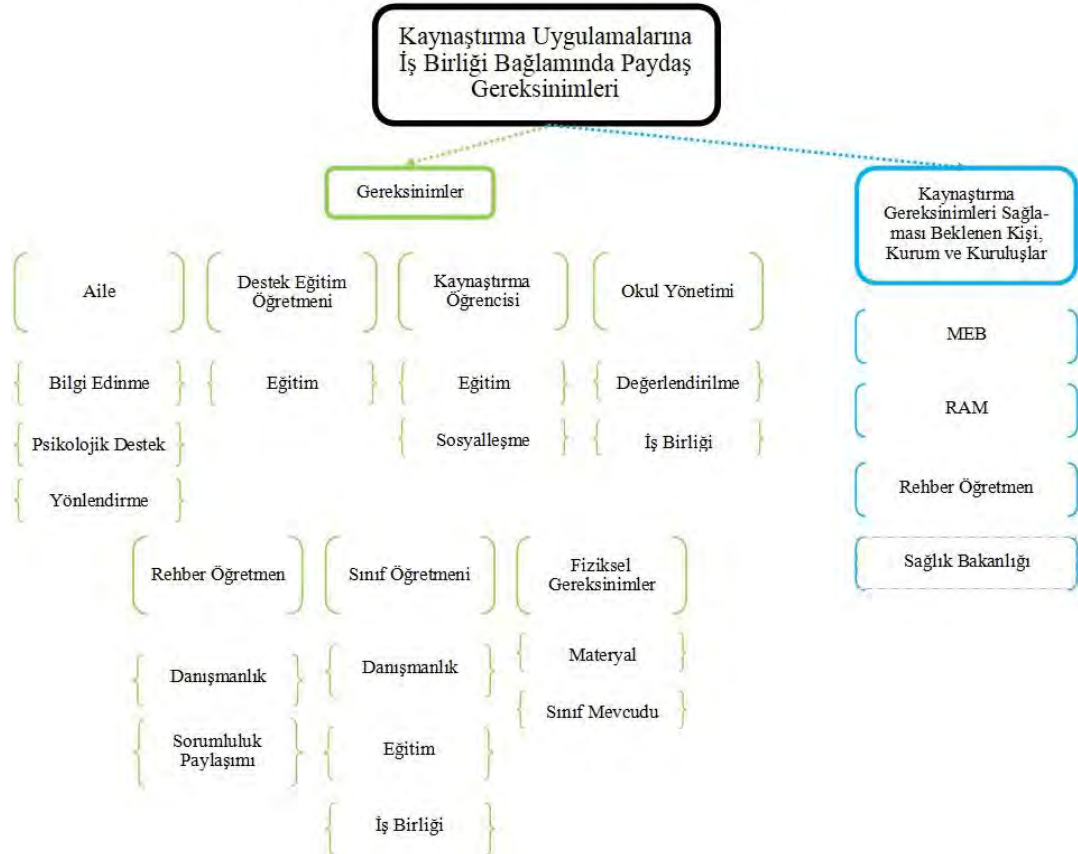 Kaynaştırma Uygulamalarına
İş Birliği Bağlamında Paydaş
Gereksinimleri
Gereksinimler
Aile
Bilgi Edinme
Psikolojik Destek
Yönlendirme
Destek Eğitim
Öğretmeni
Eğitim
Kaynaştırma
Öğrencisi
Eğitim
Sosyalleşme
Okul Yönetimi
Değerlendirilme
İş Birliği
Rehber Öğretmen
Danışmanlık
Sorumluluk
Paylaşımı
Sınıf Öğretmeni
Danışmanlık
Eğitim
İş Birliği
Fiziksel
Gereksinimler
Materyal
Sınıf Mevcudu
Kaynaştırma
Gereksinimleri Sağla-
ması Beklenen Kişi,
Kurum ve Kuruluşlar
MEB
RAM
Rehber Öğretmen
Sağlık Bakanlığı